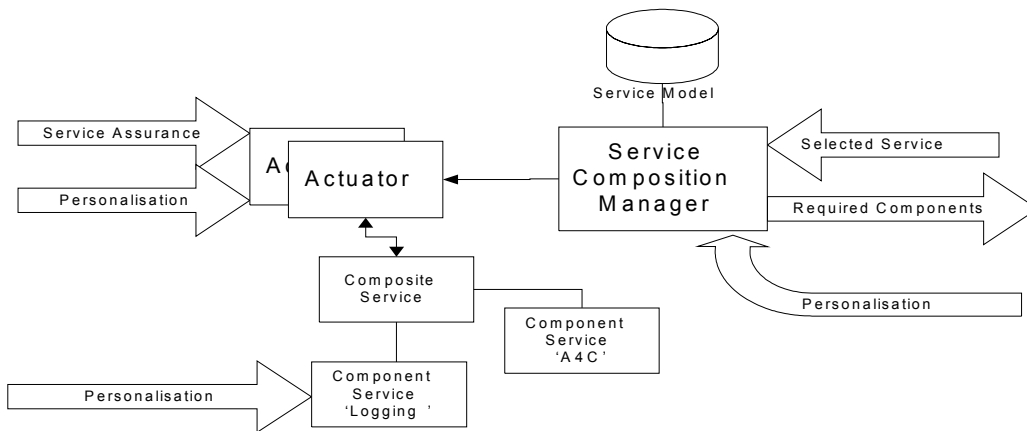 Service Model
Service Assurance
Selected Service
Service
Composition
Manager
Actuator
Personalisation
Required Components
Composite
Service
Personalisation
Component
Service
‘A4C’
Component
Service
‘Logging ’
Personalisation